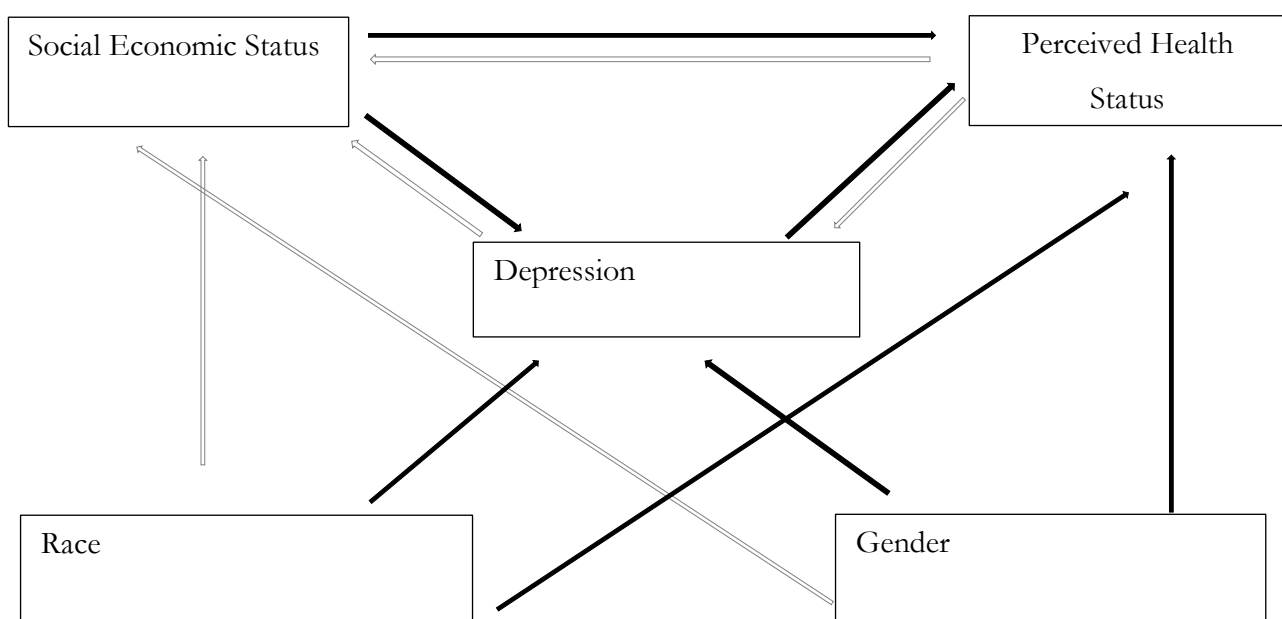 Social Economic Status
Perceived Health
Status
Depression
Race
Gender